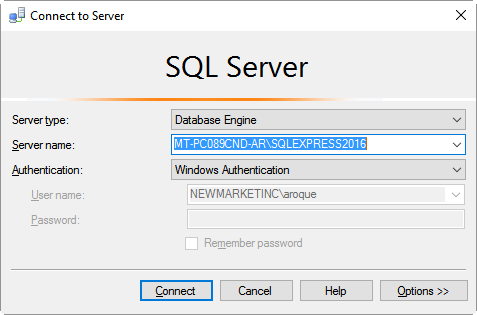 Connect to Server
SQL Server
Server type: Database Engine
Server name: MT-PC089CND-AR\SQLEXPRESS2016
Authentication: Windows Authentication
User name: NEWMARKETINC\aroque
Password:
Remember password
Connect Cancel Help Options >>